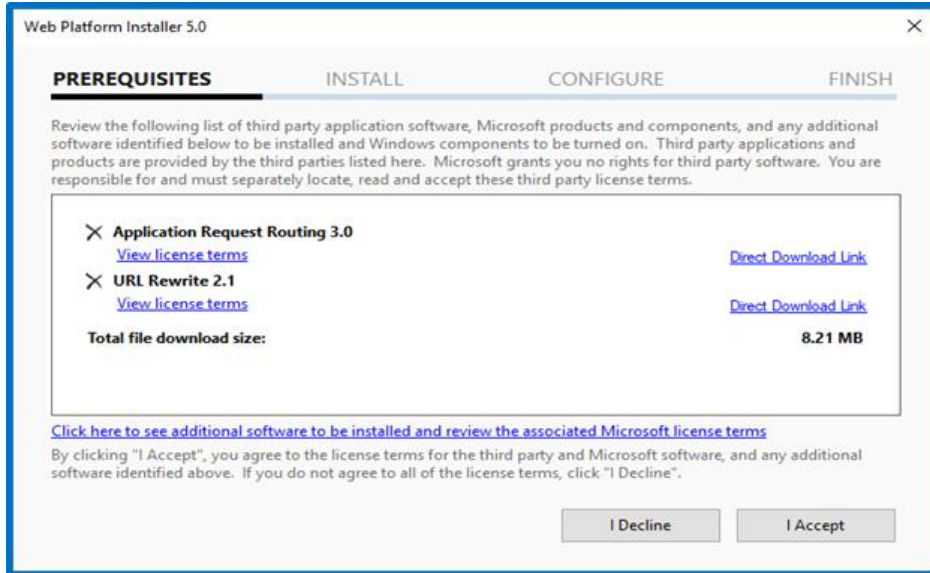 Web Platform Installer 5.0
PREREQUISITES INSTALL CONFIGURE FINISH
Review the following list of third party application software, Microsoft products and components, and any additional
software identified below to be installed and Windows components to be turned on. Third party applications and
products are provided by the third parties listed here. Microsoft grants you no rights for third party software. You are
responsible for and must separately locate, read and accept these third party license terms.
Application Request Routing 3.0
View license terms Direct Download Link
URL Rewrite 2.1
View license terms Direct Download Link
Total file download size: 8.21 MB
Click here to see additional software to be installed and review the associated Microsoft license terms
By clicking "I Accept", you agree to the license terms for the third party and Microsoft software, and any additional
software identified above. If you do not agree to all of the license terms, click "I Decline".
I Decline I Accept